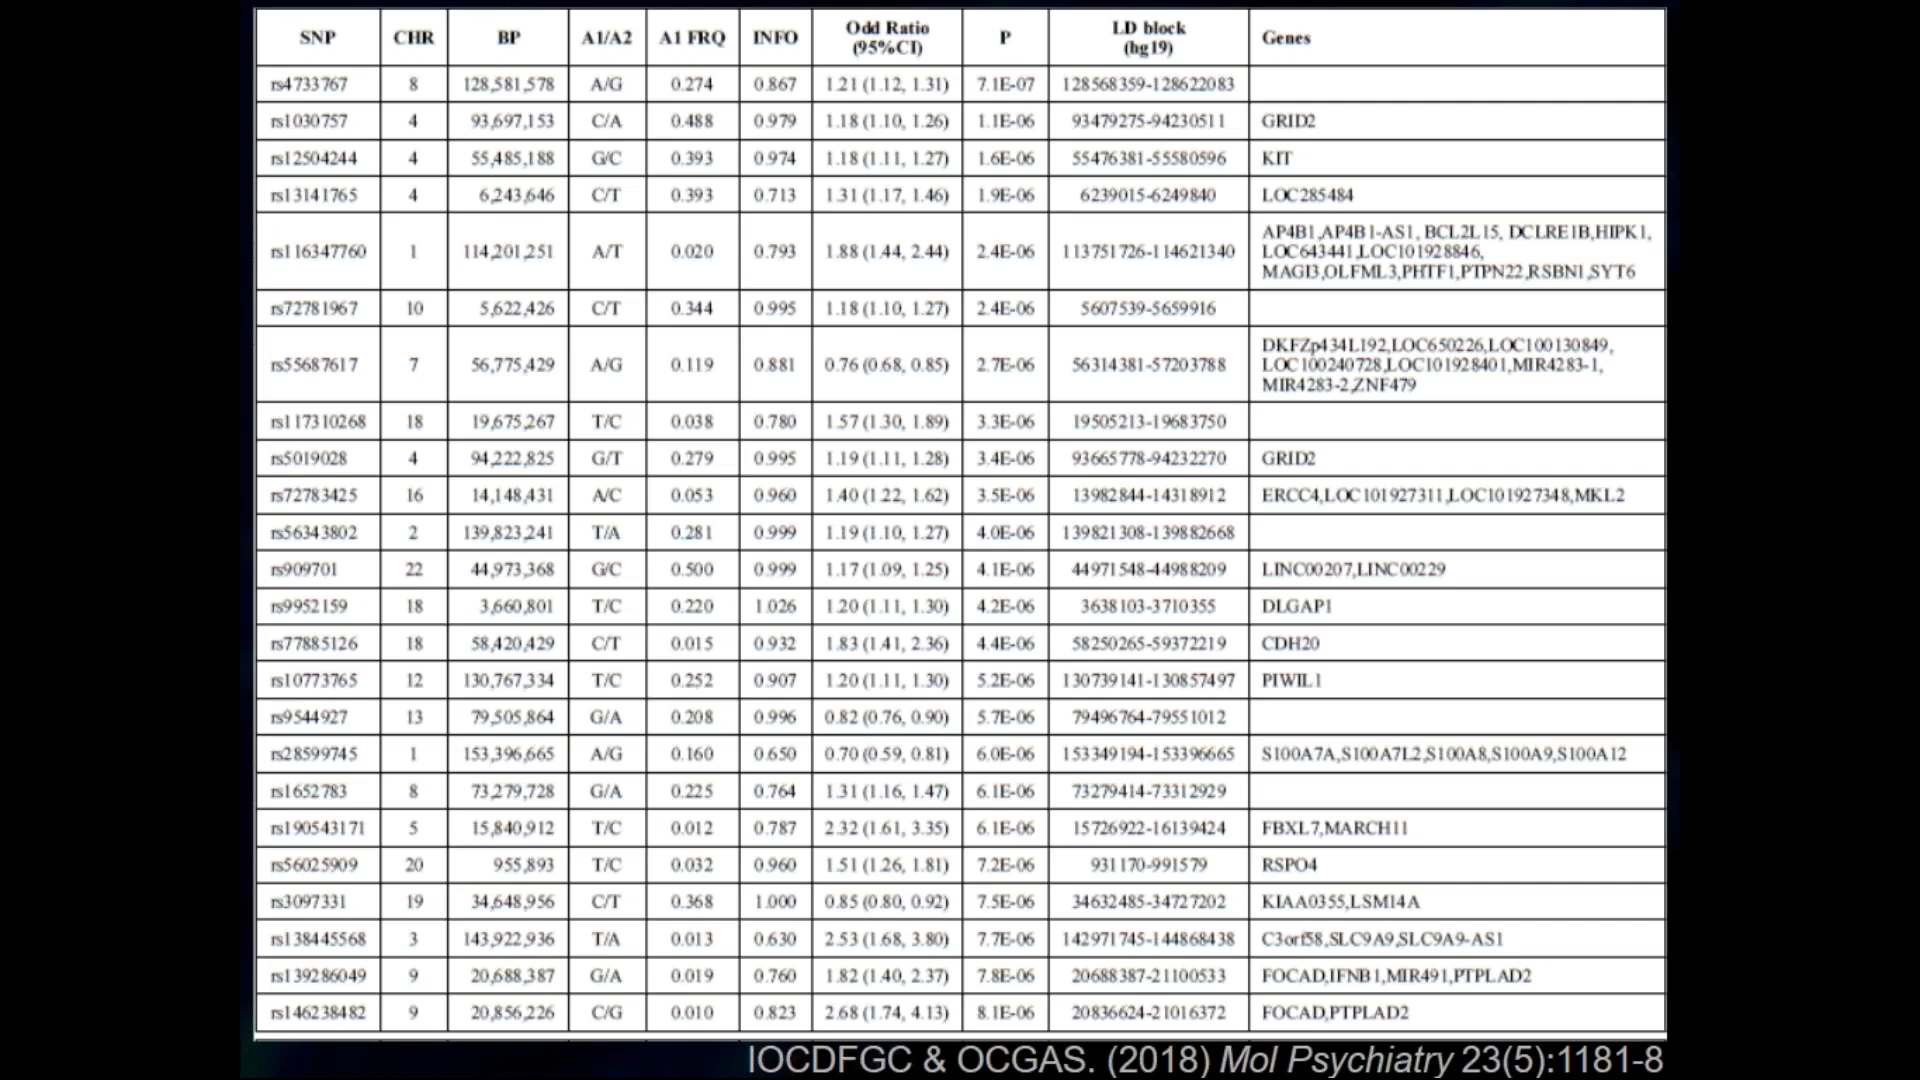 SNP CHR BP A1/A2 A1 FRQ INFO Odd Ratio (95%CI) P LD block (hg19) Genes
rs4733767 8 128,581,578 A/G 0.274 0.867 1.21 (1.12, 1.31) 7.1E-07 128568359-128622083
rs1030757 4 93,697,153 C/A 0.488 0.979 1.18 (1.10, 1.26) 1.1E-06 93479275-94230511 GRID2
rs12504244 4 55,485,188 G/C 0.393 0.974 1.18 (1.11, 1.27) 1.6E-06 55476381-55580596 KIT
rs13141765 4 6,243,646 C/T 0.393 0.713 1.31 (1.17, 1.46) 1.9E-06 6239015-6249840 LOC285484
rs116347760 1 114,201,251 A/T 0.020 0.793 1.88 (1.44, 2.44) 2.4E-06 113751726-114621340 AP4B1,AP4B1-AS1, BCL2L15, DCLRE1B,HIPK1,
LOC643441,LOC101928846,
MAGI3,OLFML3,PHTF1,PTPN22,RSBN1,SYT6
rs72781967 10 5,622,426 C/T 0.344 0.995 1.18 (1.10, 1.27) 2.4E-06 5607539-5659916
rs55687617 7 56,775,429 A/G 0.119 0.881 0.76 (0.68, 0.85) 2.7E-06 56314381-57203788 DKFZp434L192,LOC650226,LOC100130849,
LOC100240728,LOC101928401,MIR4283-1,
MIR4283-2,ZNF479
rs117310268 18 19,675,267 T/C 0.038 0.780 1.57 (1.30, 1.89) 3.3E-06 19505213-19683750
rs5019028 4 94,222,825 G/T 0.279 0.995 1.19 (1.11, 1.28) 3.4E-06 93665778-94232270 GRID2
rs72783425 16 14,148,431 A/C 0.053 0.960 1.40 (1.22, 1.62) 3.5E-06 13982844-14318912 ERCC4,LOC101927311,LOC101927348,MKL2
rs56343802 2 139,823,241 T/A 0.281 0.999 1.19 (1.10, 1.27) 4.0E-06 139821308-139882668
rs909701 22 44,973,368 G/C 0.500 0.999 1.17 (1.09, 1.25) 4.1E-06 44971548-44988209 LINC00207,LINC00229
rs9952159 18 3,660,801 T/C 0.220 1.026 1.20 (1.11, 1.30) 4.2E-06 3638103-3710355 DLGAP1
rs77885126 18 58,420,429 C/T 0.015 0.932 1.83 (1.41, 2.36) 4.4E-06 58250265-59372219 CDH20
rs10773765 12 130,767,334 T/C 0.252 0.907 1.20 (1.11, 1.30) 5.2E-06 130739141-130857497 PIWIL1
rs9544927 13 79,505,864 G/A 0.208 0.996 0.82 (0.76, 0.90) 5.7E-06 79496764-79551012
rs28599745 1 153,396,665 A/G 0.160 0.650 0.70 (0.59, 0.81) 6.0E-06 153349194-153396665 S100A7A,S100A7L2,S100A8,S100A9,S100A12
rs1652783 8 73,279,728 G/A 0.225 0.764 1.31 (1.16, 1.47) 6.1E-06 73279414-73312929
rs190543171 5 15,840,912 T/C 0.012 0.787 2.32 (1.61, 3.35) 6.1E-06 15726922-16139424 FBXL7,MARCH11
rs56025909 20 955,893 T/C 0.032 0.960 1.51 (1.26, 1.81) 7.2E-06 931170-991579 RSPO4
rs3097331 19 34,648,956 C/T 0.368 1.000 0.85 (0.80, 0.92) 7.5E-06 34632485-34727202 KIAA0355,LSM14A
rs138445568 3 143,922,936 T/A 0.013 0.630 2.53 (1.68, 3.80) 7.7E-06 142971745-144868438 C3orf58,SLC9A9,SLC9A9-AS1
rs139286049 9 20,688,387 G/A 0.019 0.760 1.82 (1.40, 2.37) 7.8E-06 20688387-21100533 FOCAD,IFNB1,MIR491,PTPLAD2
rs146238482 9 20,856,226 C/G 0.010 0.823 2.68 (1.74, 4.13) 8.1E-06 20836624-21016372 FOCAD,PTPLAD2
IOCDFGC & OCGAS. (2018) Mol Psychiatry 23(5):1181-8